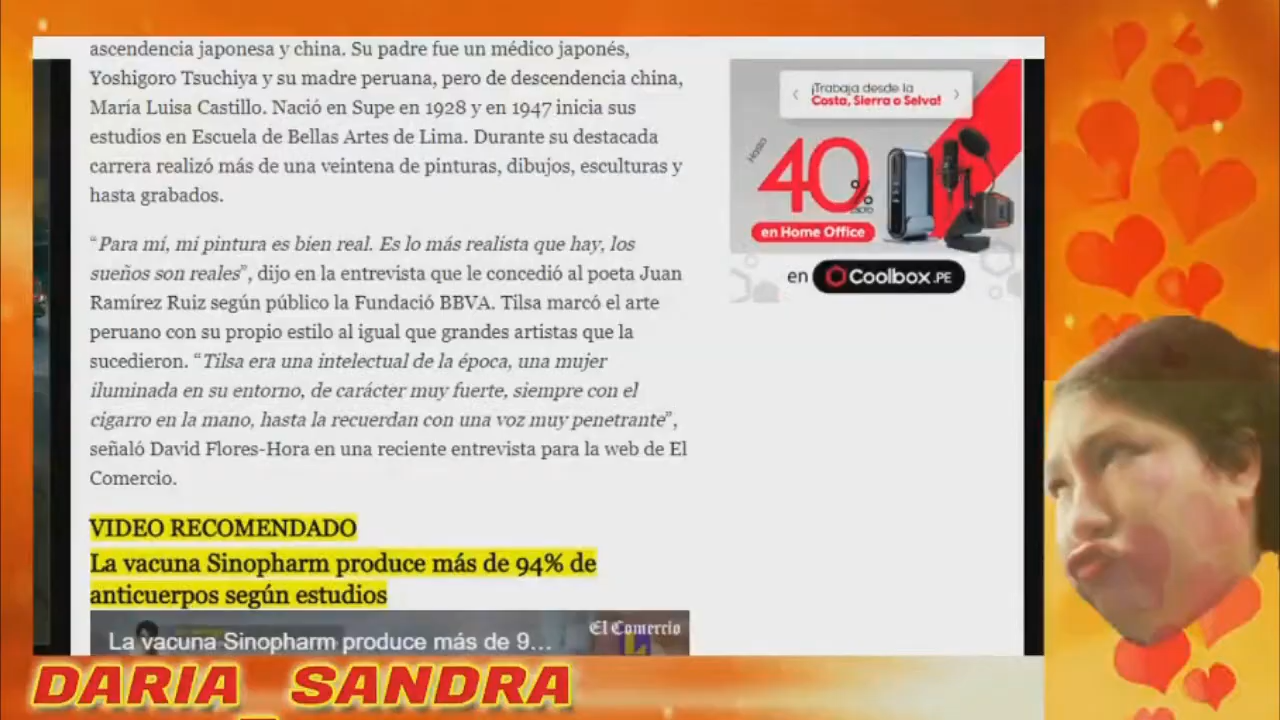 ascendencia japonesa y china. Su padre fue un médico japonés,
Yoshigoro Tsuchiya y su madre peruana, pero de descendencia china,
María Luisa Castillo. Nació en Supe en 1928 y en 1947 inicia sus
estudios en Escuela de Bellas Artes de Lima. Durante su destacada
carrera realizó más de una veintena de pinturas, dibujos, esculturas y
hasta grabados.
“Para mí, mi pintura es bien real. Es lo más realista que hay, los
sueños son reales”, dijo en la entrevista que le concedió al poeta Juan
Ramírez Ruiz según público la Fundació BBVA. Tilsa marcó el arte
peruano con su propio estilo al igual que grandes artistas que la
sucedieron. “Tilsa era una intelectual de la época, una mujer
iluminada en su entorno, de carácter muy fuerte, siempre con el
cigarro en la mano, hasta la recuerdan con una voz muy penetrante”,
señaló David Flores-Hora en una reciente entrevista para la web de El
Comercio.
VIDEO RECOMENDADO
La vacuna Sinopharm produce más de 94% de
anticuerpos según estudios
La vacuna Sinopharm produce más de 9...
El Comercio
L
¡Trabaja desde la
Costa, Sierra o Selva!
Hasta
40%
DSCTO
en Home Office
en Coolbox.PE
DARIA SANDRA